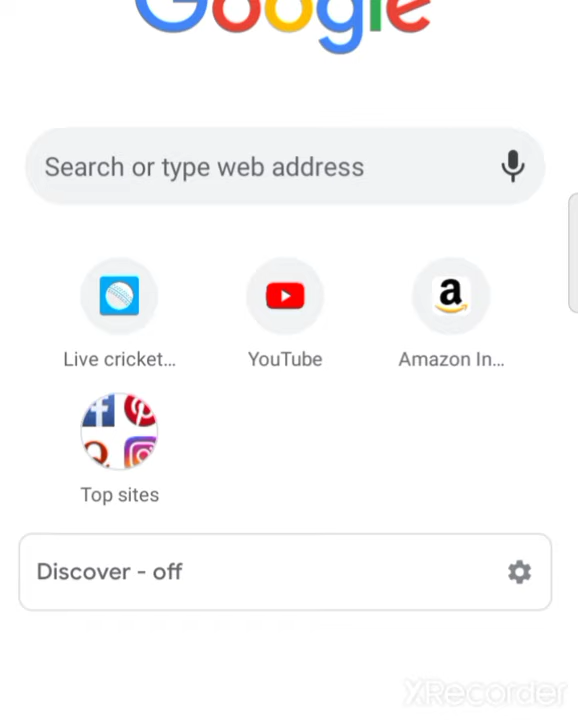 Google
Search or type web address
Live cricket...
YouTube
Amazon In...
Top sites
Discover - off
XRecorder